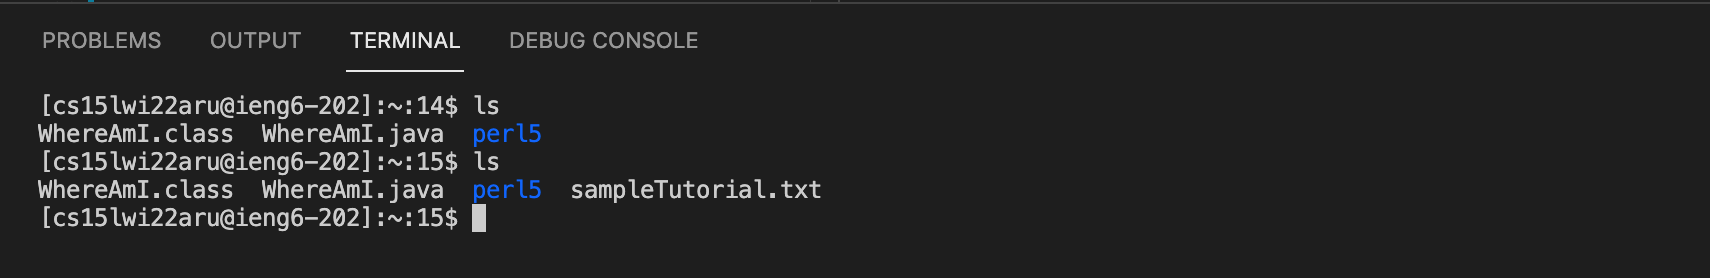 PROBLEMS OUTPUT TERMINAL DEBUG CONSOLE
[cs15lwi22aru@ieng6-202]:~:14$ ls
WhereAmI.class  WhereAmI.java  perl5
[cs15lwi22aru@ieng6-202]:~:15$ ls
WhereAmI.class  WhereAmI.java  perl5  sampleTutorial.txt
[cs15lwi22aru@ieng6-202]:~:15$